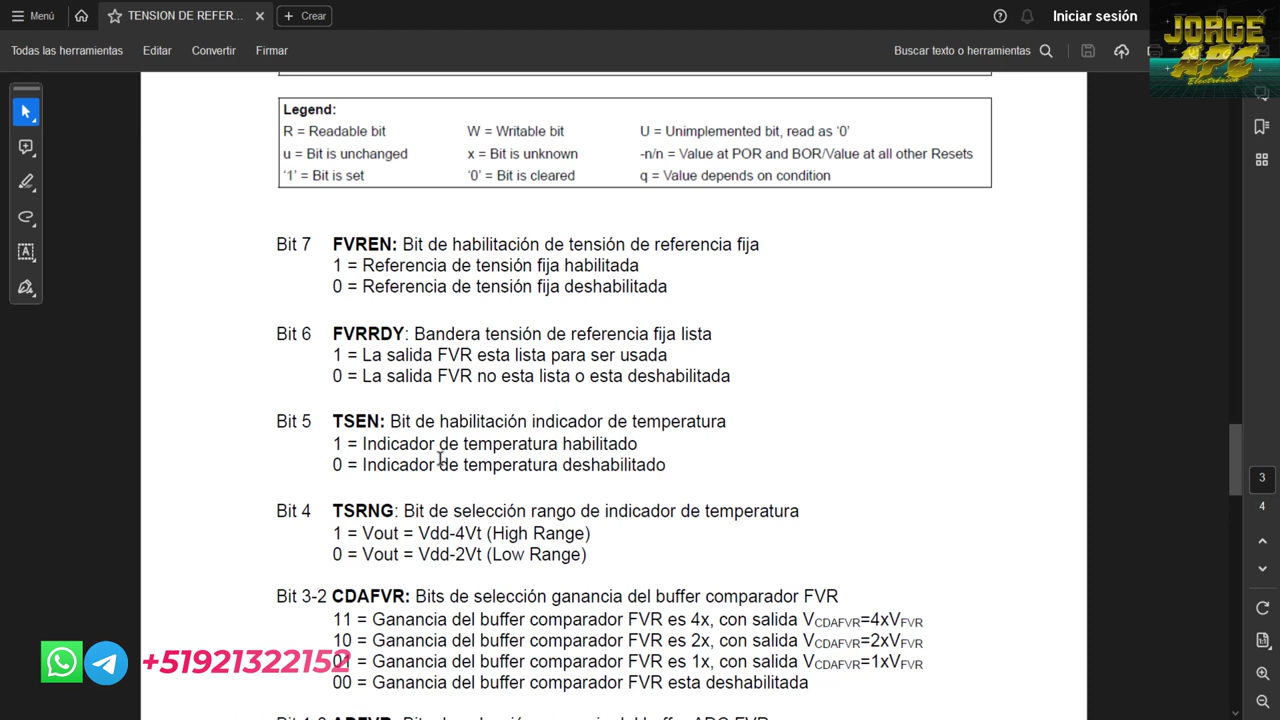 Menú
TENSION DE REFER...
Crear
Iniciar sesión
JORGE
APC
Electrónica
Todas las herramientas
Editar
Convertir
Firmar
Buscar texto o herramientas
Legend:
R = Readable bit W = Writable bit U = Unimplemented bit, read as ‘0’
u = Bit is unchanged x = Bit is unknown -n/n = Value at POR and BOR/Value at all other Resets
‘1’ = Bit is set ‘0’ = Bit is cleared q = Value depends on condition
Bit 7 FVREN: Bit de habilitación de tensión de referencia fija
1 = Referencia de tensión fija habilitada
0 = Referencia de tensión fija deshabilitada
Bit 6 FVRRDY: Bandera tensión de referencia fija lista
1 = La salida FVR esta lista para ser usada
0 = La salida FVR no esta lista o esta deshabilitada
Bit 5 TSEN: Bit de habilitación indicador de temperatura
1 = Indicador de temperatura habilitado
0 = Indicador de temperatura deshabilitado
Bit 4 TSRNG: Bit de selección rango de indicador de temperatura
1 = Vout = Vdd-4Vt (High Range)
0 = Vout = Vdd-2Vt (Low Range)
Bit 3-2 CDAFVR: Bits de selección ganancia del buffer comparador FVR
11 = Ganancia del buffer comparador FVR es 4x, con salida VCDAFVR=4xVFVR
10 = Ganancia del buffer comparador FVR es 2x, con salida VCDAFVR=2xVFVR
01 = Ganancia del buffer comparador FVR es 1x, con salida VCDAFVR=1xVFVR
00 = Ganancia del buffer comparador FVR esta deshabilitada
+51921322152
3
4